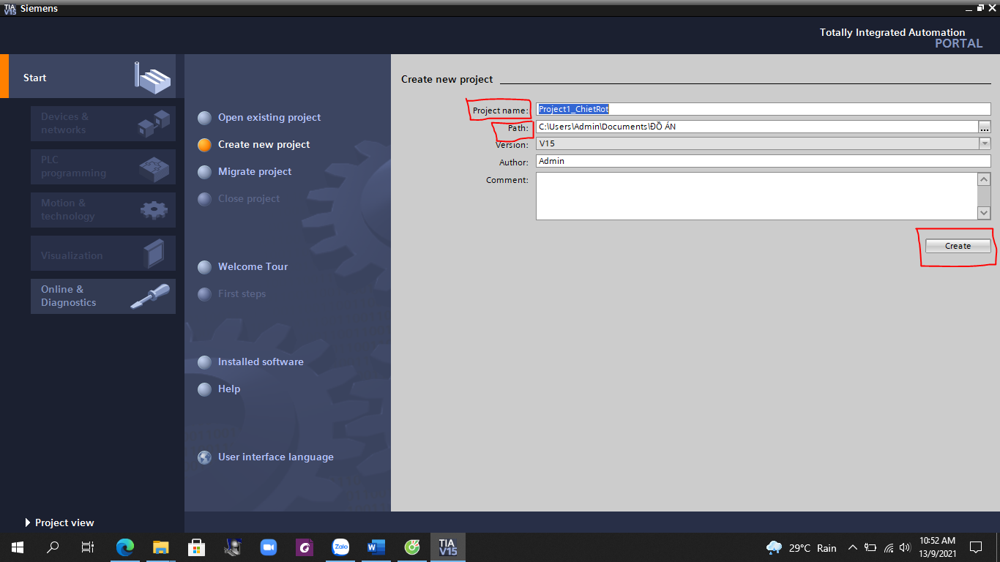 TIA
V15
Siemens
Totally Integrated Automation
PORTAL
Start
Devices &
networks
PLC
programming
Motion &
technology
Visualization
Online &
Diagnostics
Project view
Open existing project
Create new project
Migrate project
Close project
Welcome Tour
First steps
Installed software
Help
User interface language
Create new project
Project name: Project1_ChietRot
Path: C:\Users\Admin\Documents\ĐỒ ÁN
...
Version: V15
Author: Admin
Comment:
Create
Zalo
W
TIA
V15
29°C Rain
10:52 AM
13/9/2021